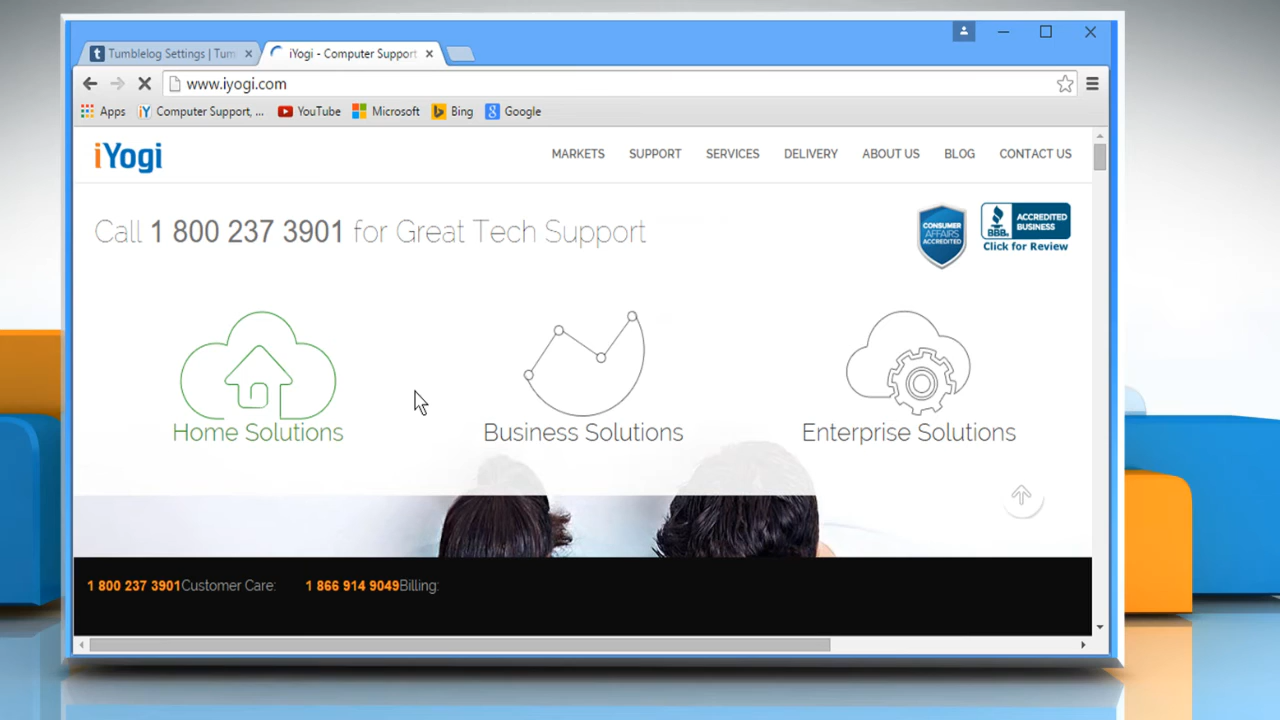 Tumblelog Settings | Tum
iYogi - Computer Support
www.iyogi.com
Apps
iY Computer Support, ...
YouTube
Microsoft
Bing
Google
iYogi
MARKETS SUPPORT SERVICES DELIVERY ABOUT US BLOG CONTACT US
Call 1 800 237 3901 for Great Tech Support
CONSUMER
AFFAIRS
ACCREDITED
BBB.
ACCREDITED
BUSINESS
Click for Review
Home Solutions
Business Solutions
Enterprise Solutions
1 800 237 3901Customer Care: 1 866 914 9049Billing: